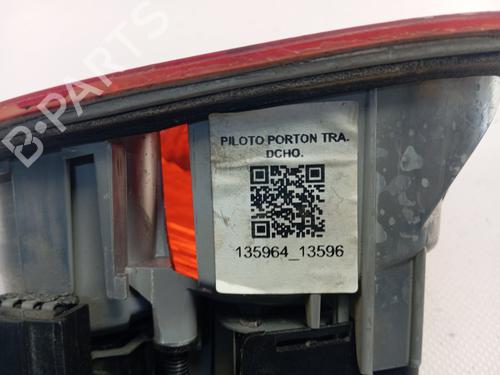 B-PARTS
PILOTO PORTON TRA.
DCHO.
135964_13596